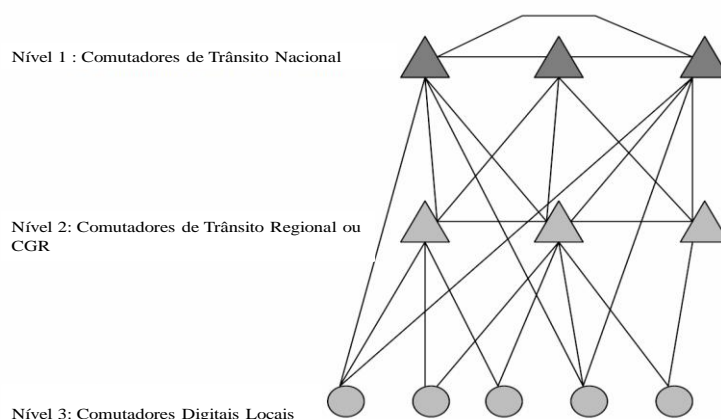 Nível 1 : Comutadores de Trânsito Nacional
Nível 2: Comutadores de Trânsito Regional ou
CGR
Nível 3: Comutadores Digitais Locais